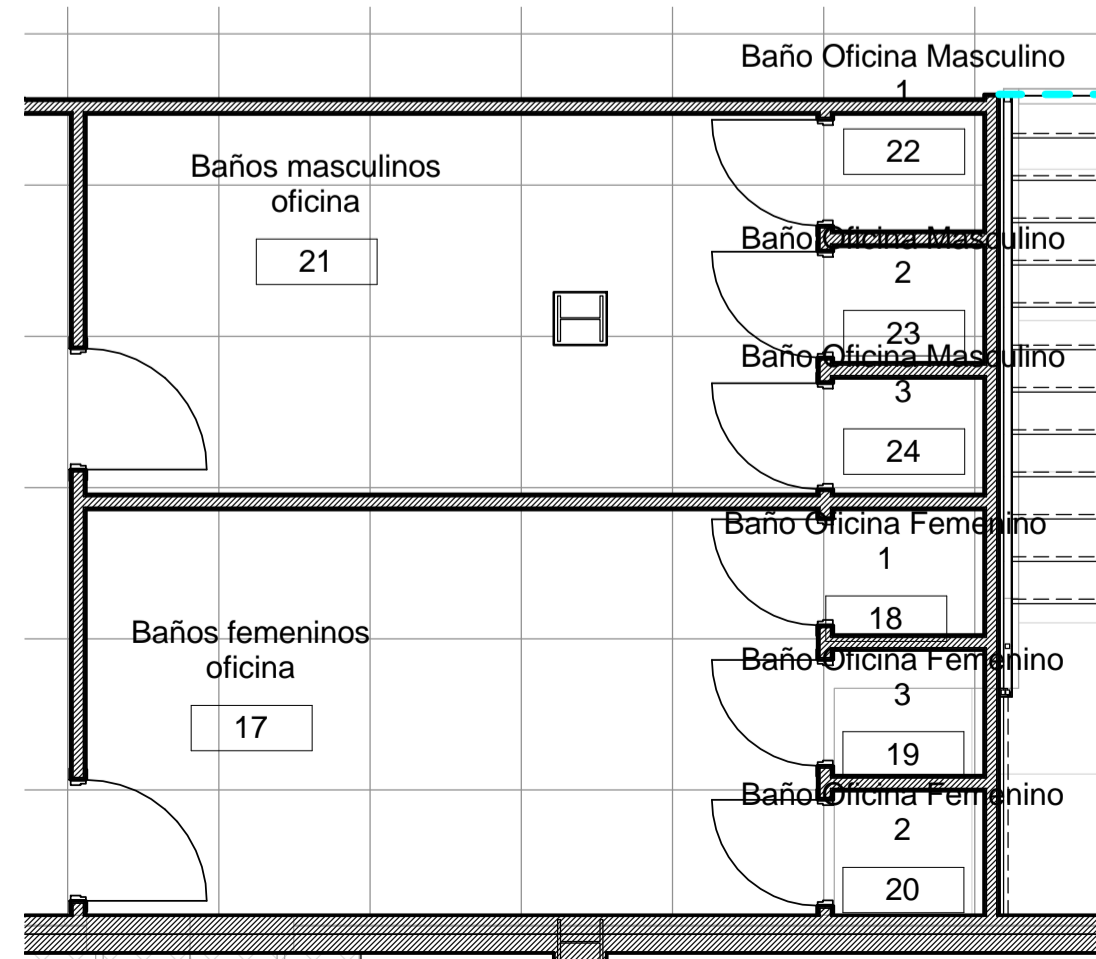 Baño Oficina Masculino
1
22
Baños masculinos
oficina
21
Baño Oficina Masculino
2
23
Baño Oficina Masculino
3
24
Baño Oficina Femenino
1
18
Baños femeninos
oficina
17
Baño Oficina Femenino
3
19
Baño Oficina Femenino
2
20